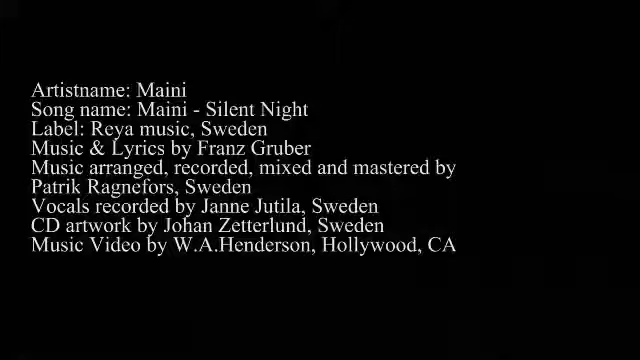 Artistname: Maini
Song name: Maini - Silent Night
Label: Reya music, Sweden
Music & Lyrics by Franz Gruber
Music arranged, recorded, mixed and mastered by
Patrik Ragnefors, Sweden
Vocals recorded by Janne Jutila, Sweden
CD artwork by Johan Zetterlund, Sweden
Music Video by W.A.Henderson, Hollywood, CA